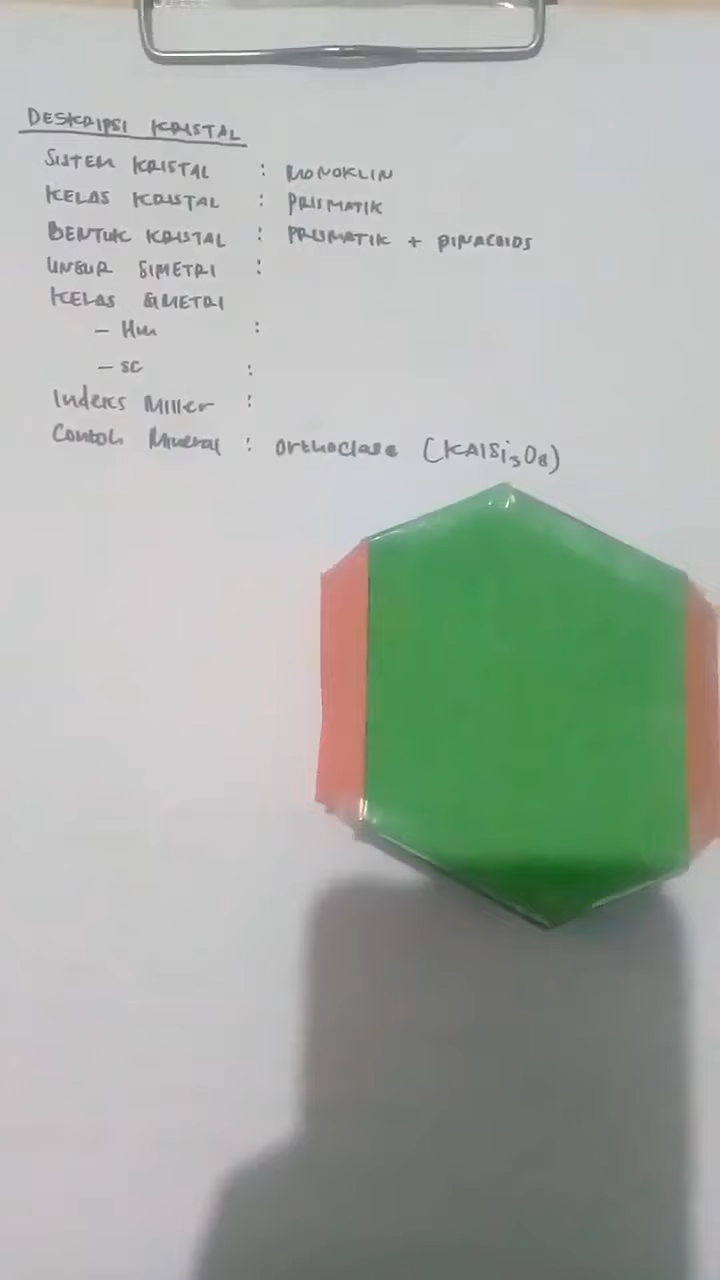 DESKRIPSI KRISTAL
SISTEM KRISTAL : MONOKLIN
KELAS KRISTAL : PRISMATIK
BENTUK KRISTAL : PRISMATIK + PINACOIDS
UNSUR SIMETRI :
KELAS SIMETRI
- Hm :
- SC :
Indeks Miller :
Contoh Mineral : Orthoclase (KAlSi₃O₈)